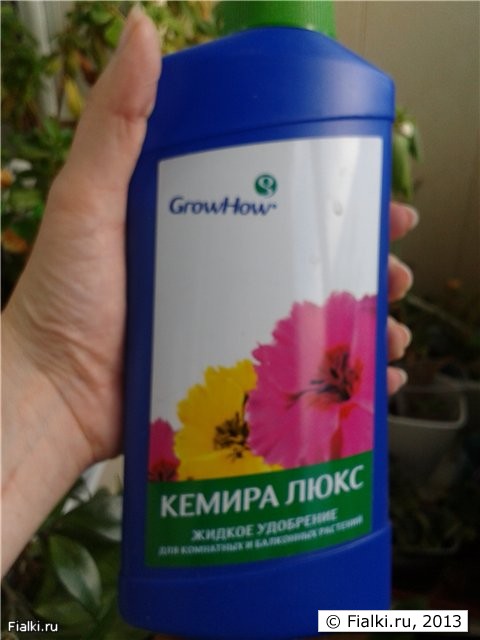 GrowHow
КЕМИРА ЛЮКС
ЖИДКОЕ УДОБРЕНИЕ
ДЛЯ КОМНАТНЫХ И БАЛКОННЫХ РАСТЕНИЙ
Fialki.ru
© Fialki.ru, 2013